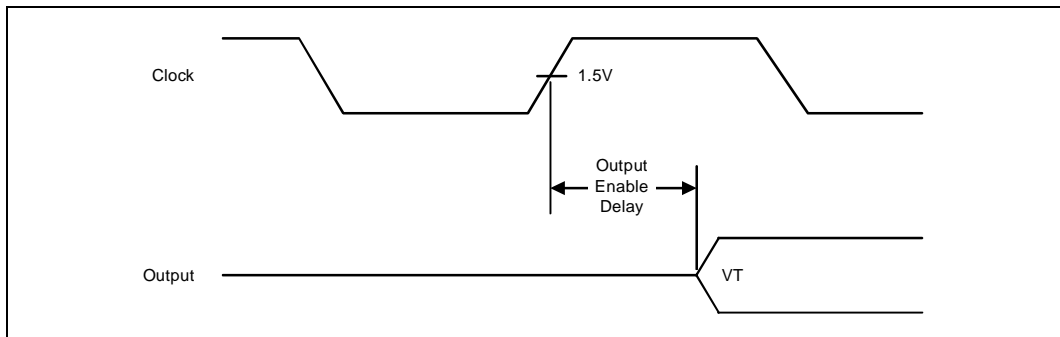 Clock
1.5V
Output
Enable
Delay
Output
VT